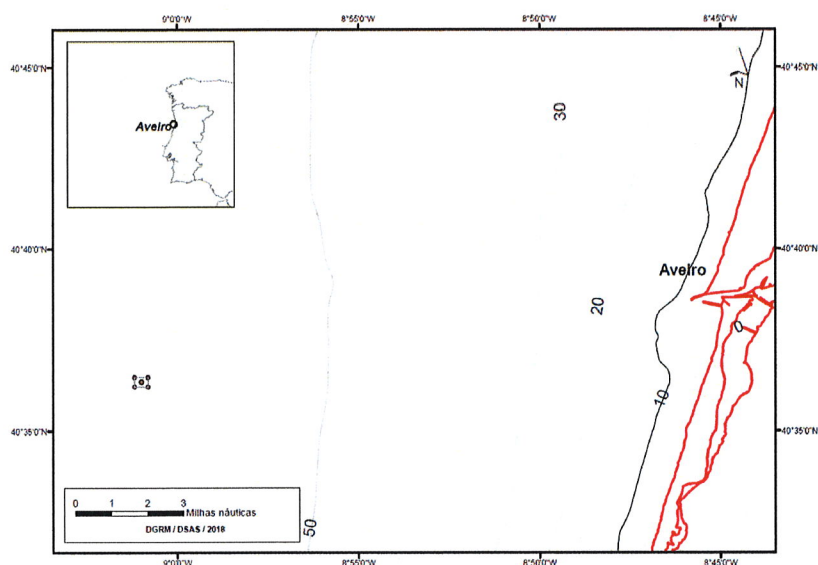 9°0'0"W 8°55'0"W 8°50'0"W 8°45'0"W
40°45'0"N 40°45'0"N
N
30
Aveiro
40°40'0"N 40°40'0"N
Aveiro
20
0
10
40°35'0"N 40°35'0"N
0 1 2 3
Milhas náuticas
DGRM / DSAS / 2018
50
9°0'0"W 8°55'0"W 8°50'0"W 8°45'0"W